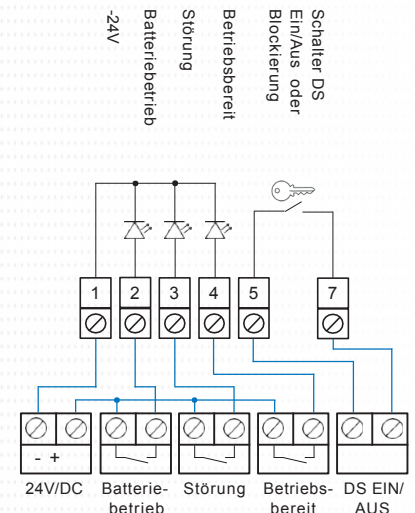 -24V
Batteriebetrieb
Störung
Betriebsbereit
Schalter DS
Ein/Aus oder
Blockierung
1 2 3 4 5 7
- +
24V/DC
Batterie-
betrieb
Störung
Betriebs-
bereit
DS EIN/
AUS